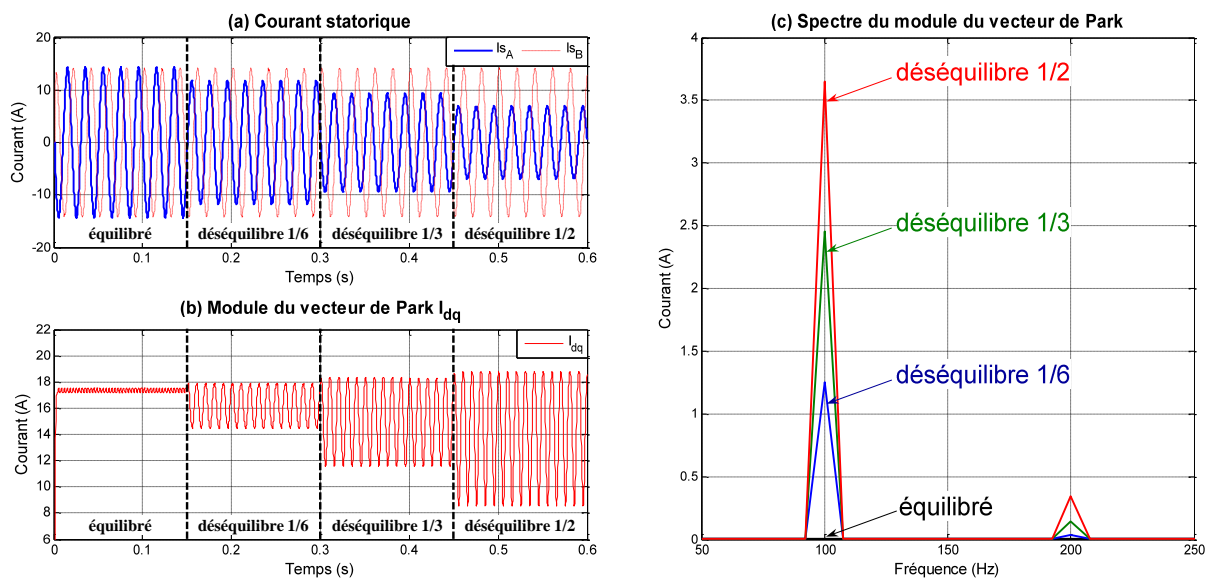 (a) Courant statorique
20
10
0
-10
-20
Courant (A)
Is_A Is_B
équilibré déséquilibre 1/6 déséquilibre 1/3 déséquilibre 1/2
0 0.1 0.2 0.3 0.4 0.5 0.6
Temps (s)
(b) Module du vecteur de Park I_dq
22
20
18
16
14
12
10
8
6
Courant (A)
I_dq
équilibré déséquilibre 1/6 déséquilibre 1/3 déséquilibre 1/2
0 0.1 0.2 0.3 0.4 0.5 0.6
Temps (s)
(c) Spectre du module du vecteur de Park
4
3.5
3
2.5
2
1.5
1
0.5
0
Courant (A)
déséquilibre 1/2
déséquilibre 1/3
déséquilibre 1/6
équilibré
50 100 150 200 250
Fréquence (Hz)